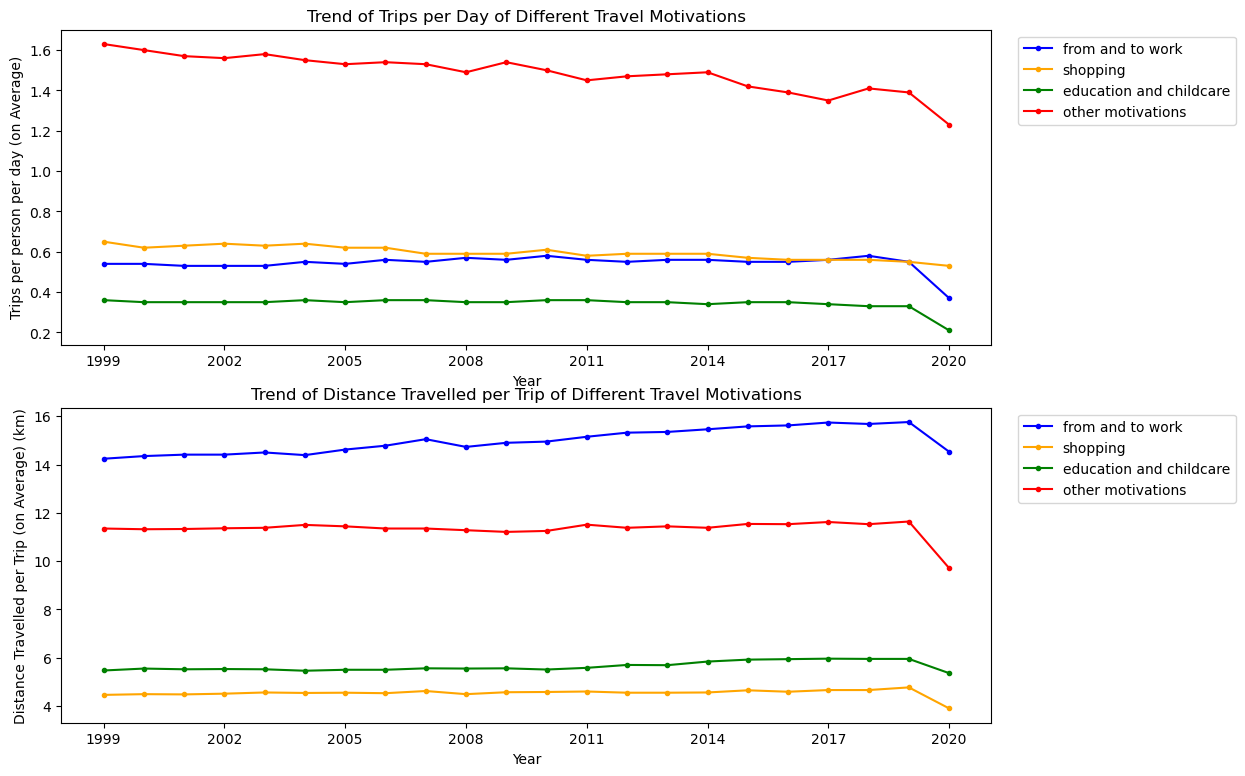 Trend of Trips per Day of Different Travel Motivations
Trips per person per day (on Average)
1.6
1.4
1.2
1.0
0.8
0.6
0.4
0.2
1999 2002 2005 2008 2011 2014 2017 2020
Year
from and to work
shopping
education and childcare
other motivations
Trend of Distance Travelled per Trip of Different Travel Motivations
Distance Travelled per Trip (on Average) (km)
16
14
12
10
8
6
4
1999 2002 2005 2008 2011 2014 2017 2020
Year
from and to work
shopping
education and childcare
other motivations